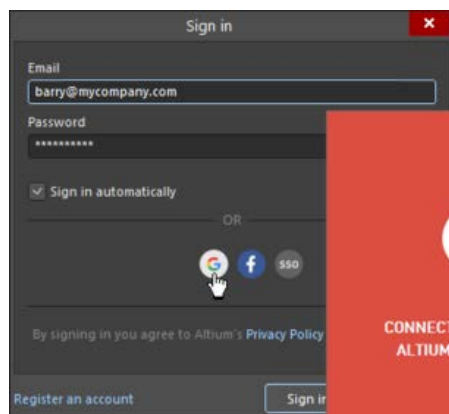 Sign in
Email
barry@mycompany.com
Password
**********
Sign in automatically
OR
G f SSO
By signing in you agree to Altium's Privacy Policy
CONNECT
ALTIUM
Register an account
Sign in